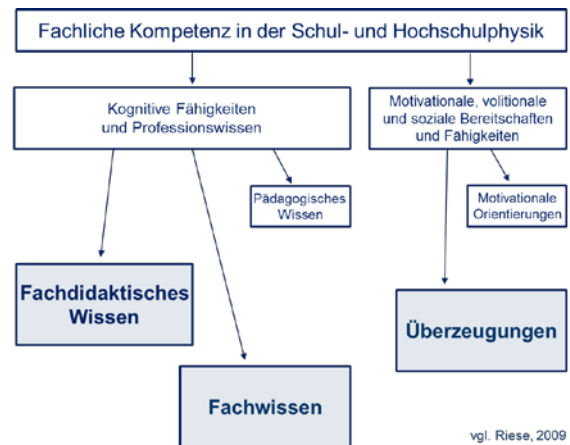 Fachliche Kompetenz in der Schul- und Hochschulphysik
Kognitive Fähigkeiten
und Professionswissen
Motivationale, volitionale
und soziale Bereitschaften
und Fähigkeiten
Pädagogisches
Wissen
Motivationale
Orientierungen
Fachdidaktisches
Wissen
Überzeugungen
Fachwissen
vgl. Riese, 2009